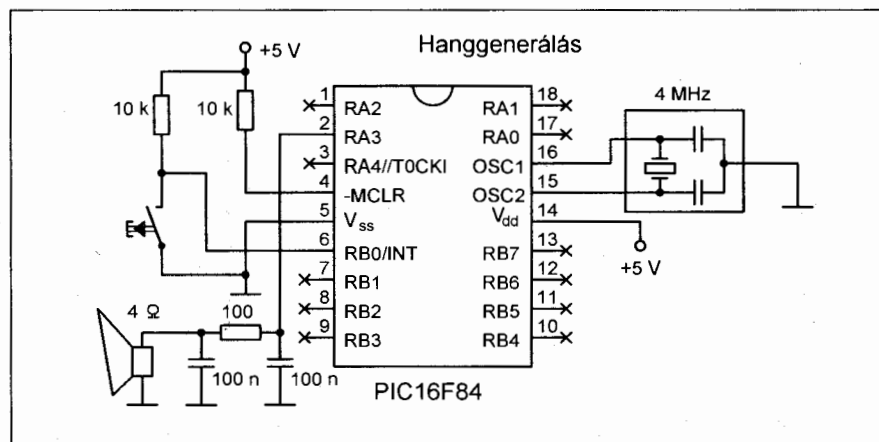 Hanggenerálás
+5 V
10 k
10 k
1
RA2
2
RA3
3
RA4//T0CKI
4
-MCLR
5
Vss
6
RB0/INT
7
RB1
8
RB2
9
RB3
18
RA1
17
RA0
16
OSC1
15
OSC2
14
Vdd
13
RB7
12
RB6
11
RB5
10
RB4
4 MHz
+5 V
4 Ω
100
100 n
100 n
PIC16F84